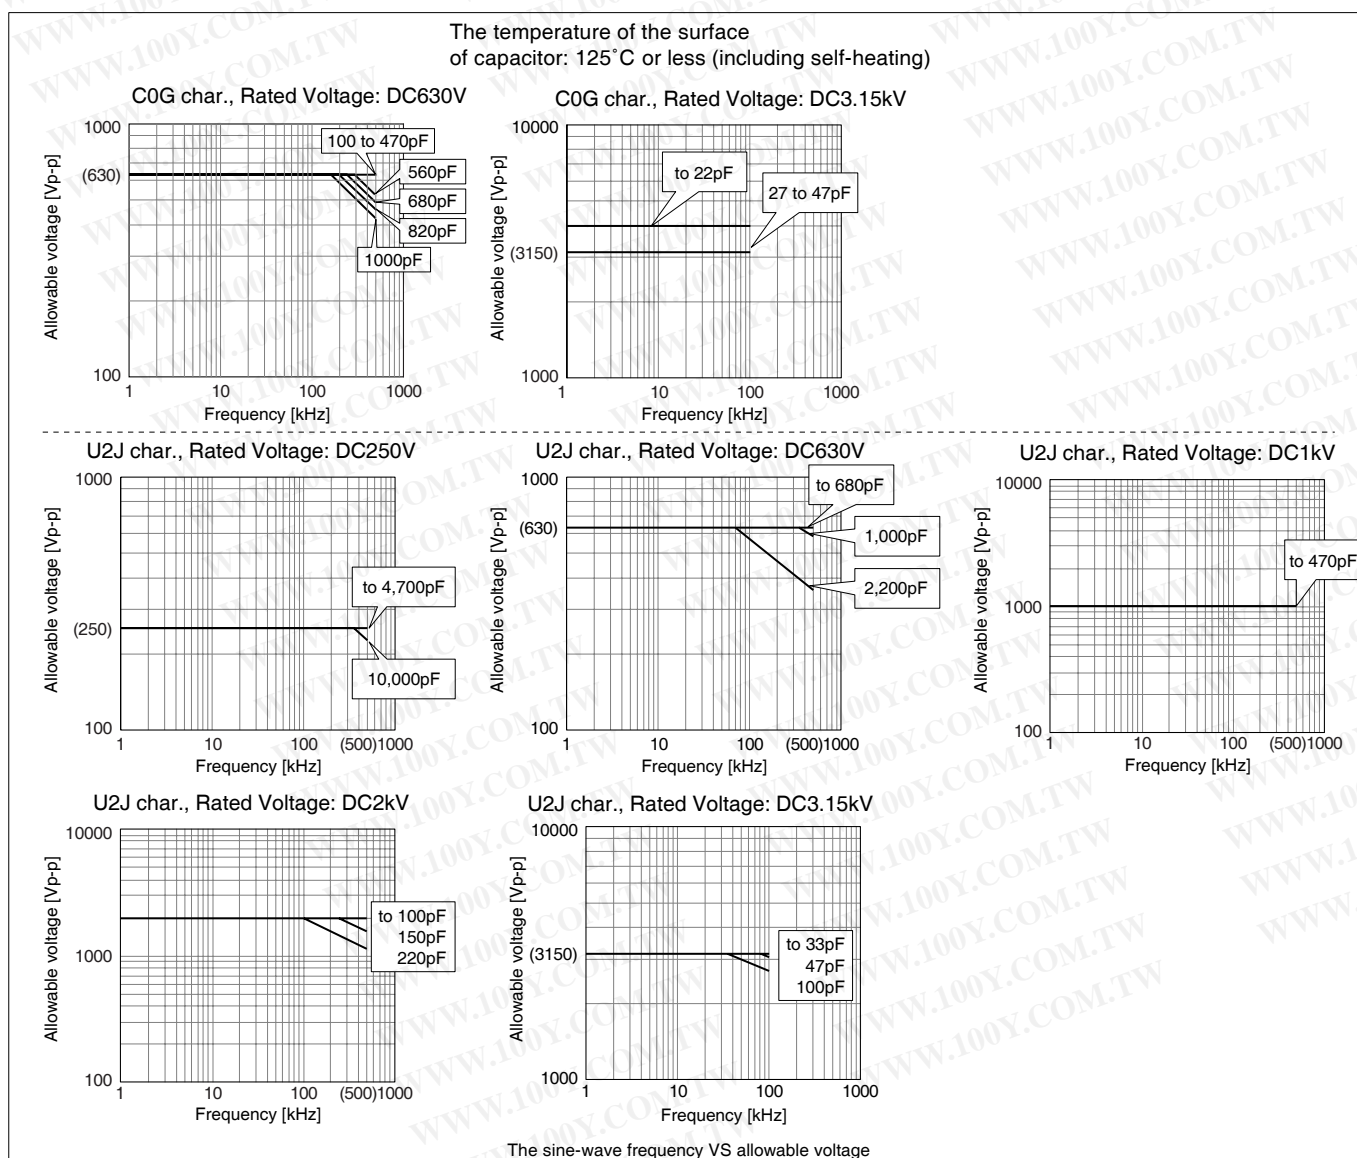 The temperature of the surface
of capacitor: 125˚C or less (including self-heating)
C0G char., Rated Voltage: DC630V
Allowable voltage [Vp-p]
1000
(630)
100
100 to 470pF
560pF
680pF
820pF
1000pF
1 10 100 1000
Frequency [kHz]
C0G char., Rated Voltage: DC3.15kV
Allowable voltage [Vp-p]
10000
(3150)
1000
to 22pF
27 to 47pF
1 10 100 1000
Frequency [kHz]
U2J char., Rated Voltage: DC250V
Allowable voltage [Vp-p]
1000
(250)
100
to 4,700pF
10,000pF
1 10 100 (500)1000
Frequency [kHz]
U2J char., Rated Voltage: DC630V
Allowable voltage [Vp-p]
1000
(630)
100
to 680pF
1,000pF
2,200pF
1 10 100 (500)1000
Frequency [kHz]
U2J char., Rated Voltage: DC1kV
Allowable voltage [Vp-p]
10000
1000
100
to 470pF
1 10 100 (500)1000
Frequency [kHz]
U2J char., Rated Voltage: DC2kV
Allowable voltage [Vp-p]
10000
1000
100
to 100pF
150pF
220pF
1 10 100 (500)1000
Frequency [kHz]
U2J char., Rated Voltage: DC3.15kV
Allowable voltage [Vp-p]
10000
(3150)
1000
to 33pF
47pF
100pF
1 10 100 1000
Frequency [kHz]
The sine-wave frequency VS allowable voltage
WWW.100Y.COM.TW